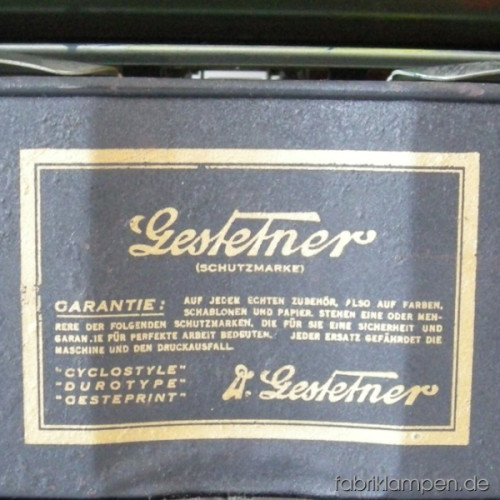 Gestetner
(SCHUTZMARKE)
GARANTIE: AUF JEDEN ECHTEN ZUBEHÖR, ALSO AUF FARBEN,
SCHABLONEN UND PAPIER, STEHEN EINE ODER MEH-
RERE DER FOLGENDEN SCHUTZMARKEN, DIE FÜR SIE EINE SICHERHEIT UND
GARAN.IE FÜR PERFEKTE ARBEIT BEDEUTEN. JEDER ERSATZ GEFÄHRDET DIE
MASCHINE UND DEN DRUCKAUSFALL.
"CYCLOSTYLE"
"DUROTYPE"
"GESTEPRINT"
D. Gestetner
fabriklampen.de